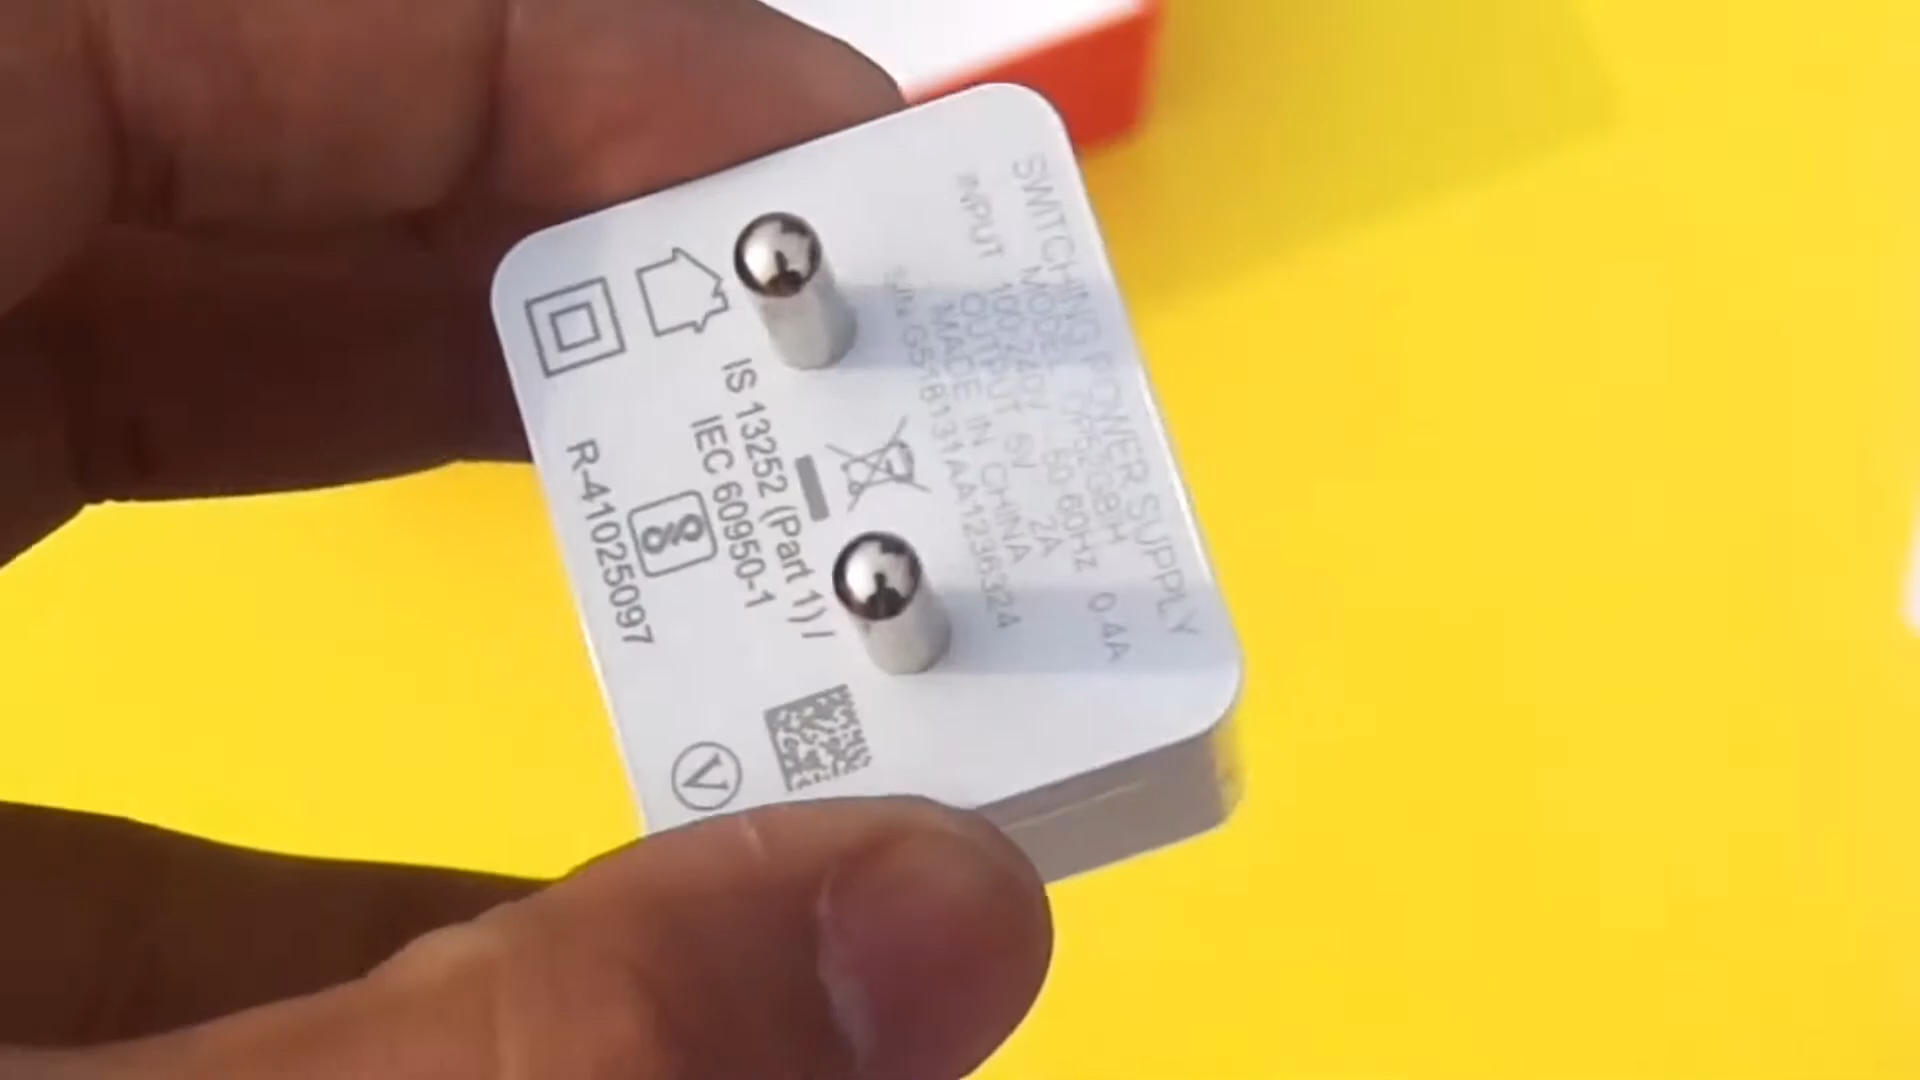 SWITCHING POWER SUPPLY
MODEL
INPUT 100-240V 50-60Hz 0.4A
OUTPUT 5V 2A
MADE IN CHINA
IS 13252 (Part 1) /
IEC 60950-1
R-41025097
V